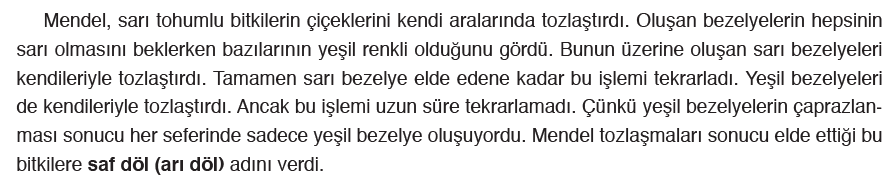 Mendel, sarı tohumlu bitkilerin çiçeklerini kendi aralarında tozlaştırdı. Oluşan bezelyelerin hepsinin
sarı olmasını beklerken bazılarının yeşil renkli olduğunu gördü. Bunun üzerine oluşan sarı bezelyeleri
kendileriyle tozlaştırdı. Tamamen sarı bezelye elde edene kadar bu işlemi tekrarladı. Yeşil bezelyeleri
de kendileriyle tozlaştırdı. Ancak bu işlemi uzun süre tekrarlamadı. Çünkü yeşil bezelyelerin çaprazlan-
ması sonucu her seferinde sadece yeşil bezelye oluşuyordu. Mendel tozlaşmaları sonucu elde ettiği bu
bitkilere saf döl (arı döl) adını verdi.